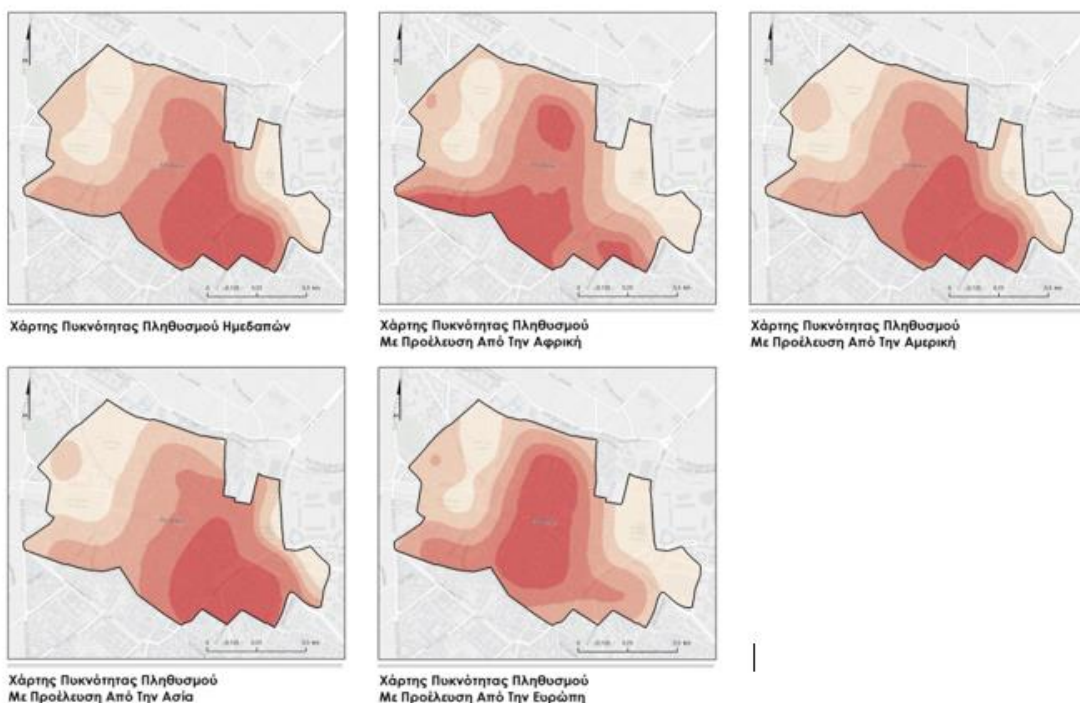 Χάρτης Πυκνότητας Πληθυσμού Ημεδαπών
Χάρτης Πυκνότητας Πληθυσμού
Με Προέλευση Από Την Αφρική
Χάρτης Πυκνότητας Πληθυσμού
Με Προέλευση Από Την Αμερική
Χάρτης Πυκνότητας Πληθυσμού
Με Προέλευση Από Την Ασία
Χάρτης Πυκνότητας Πληθυσμού
Με Προέλευση Από Την Ευρώπη